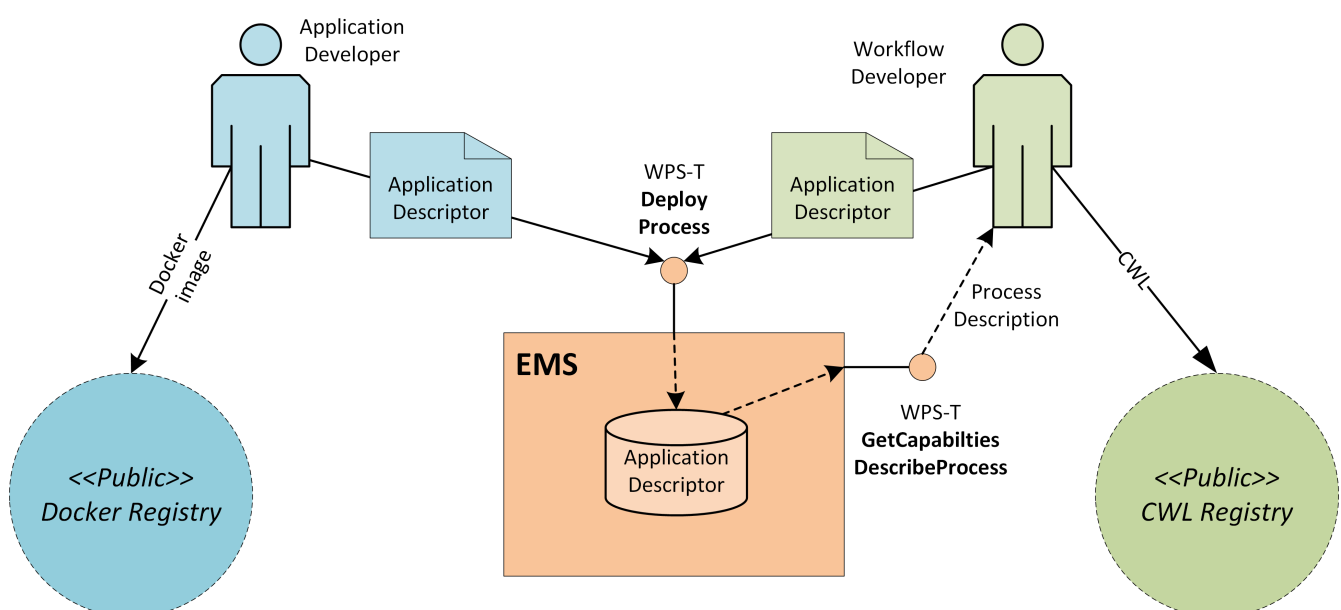 Application
Developer
Workflow
Developer
Application
Descriptor
WPS-T
Deploy
Process
Application
Descriptor
Docker
image
CWL
Process
Description
EMS
Application
Descriptor
WPS-T
GetCapabilties
DescribeProcess
<<Public>>
Docker Registry
<<Public>>
CWL Registry